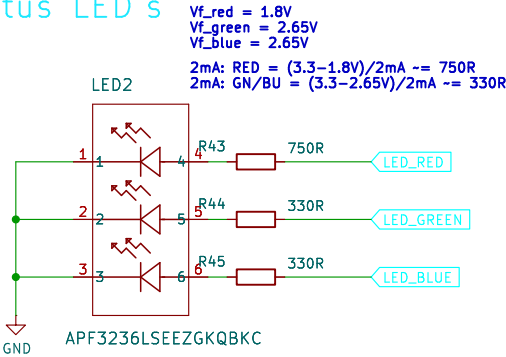 tus LED's
Vf_red = 1.8V
Vf_green = 2.65V
Vf_blue = 2.65V
2mA: RED = (3.3-1.8V)/2mA ~= 750R
2mA: GN/BU = (3.3-2.65V)/2mA ~= 330R
LED2
1 1 4 4 R43 750R LED_RED
2 2 5 5 R44 330R LED_GREEN
3 3 6 6 R45 330R LED_BLUE
GND
APF3236LSEEZGKQBKC